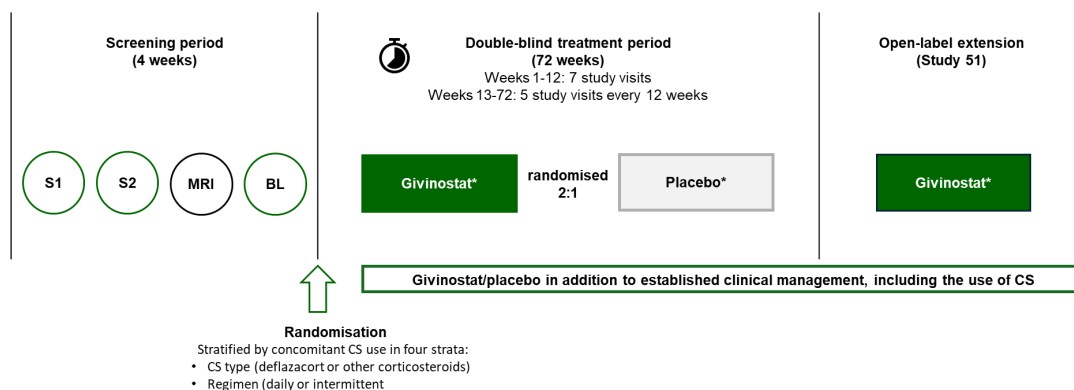 Screening period
(4 weeks)
Double-blind treatment period
(72 weeks)
Weeks 1-12: 7 study visits
Weeks 13-72: 5 study visits every 12 weeks
Open-label extension
(Study 51)
S1
S2
MRI
BL
Givinostat*
randomised
2:1
Placebo*
Givinostat*
Givinostat/placebo in addition to established clinical management, including the use of CS
Randomisation
Stratified by concomitant CS use in four strata:
• CS type (deflazacort or other corticosteroids)
• Regimen (daily or intermittent